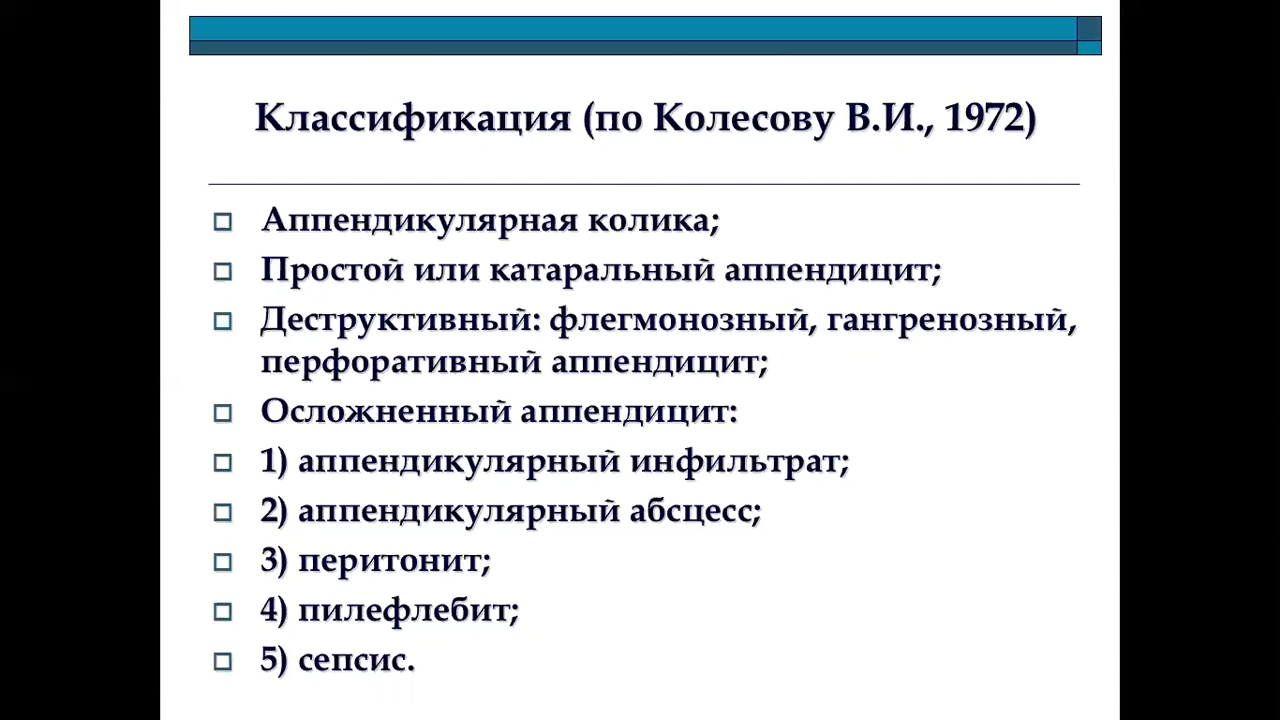 Классификация (по Колесову В.И., 1972)
Аппендикулярная колика;
Простой или катаральный аппендицит;
Деструктивный: флегмонозный, гангренозный,
перфоративный аппендицит;
Осложненный аппендицит:
1) аппендикулярный инфильтрат;
2) аппендикулярный абсцесс;
3) перитонит;
4) пилефлебит;
5) сепсис.